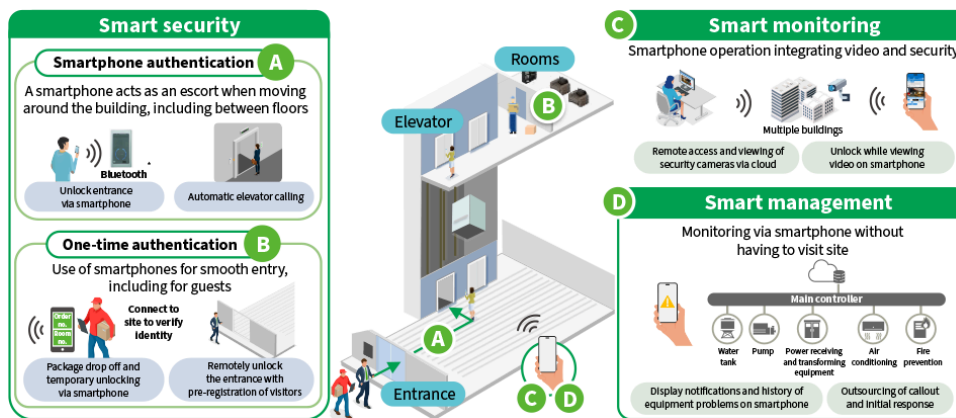 Smart security
Smartphone authentication
A
A smartphone acts as an escort when moving
around the building, including between floors
Bluetooth
Unlock entrance
via smartphone
Automatic elevator calling
One-time authentication
B
Use of smartphones for smooth entry,
including for guests
Order
no.
Room
no.
Connect to
site to verify
identity
Package drop off and
temporary unlocking
via smartphone
Remotely unlock
the entrance with
pre-registration of visitors
Rooms
B
Elevator
A
Entrance
C
D
C
Smart monitoring
Smartphone operation integrating video and security
Multiple buildings
Remote access and viewing of
security cameras via cloud
Unlock while viewing
video on smartphone
D
Smart management
Monitoring via smartphone without
having to visit site
Main controller
Water
tank
Pump
Power receiving
and transforming
equipment
Air
conditioning
Fire
prevention
Display notifications and history of
equipment problems on smartphone
Outsourcing of callout
and initial response